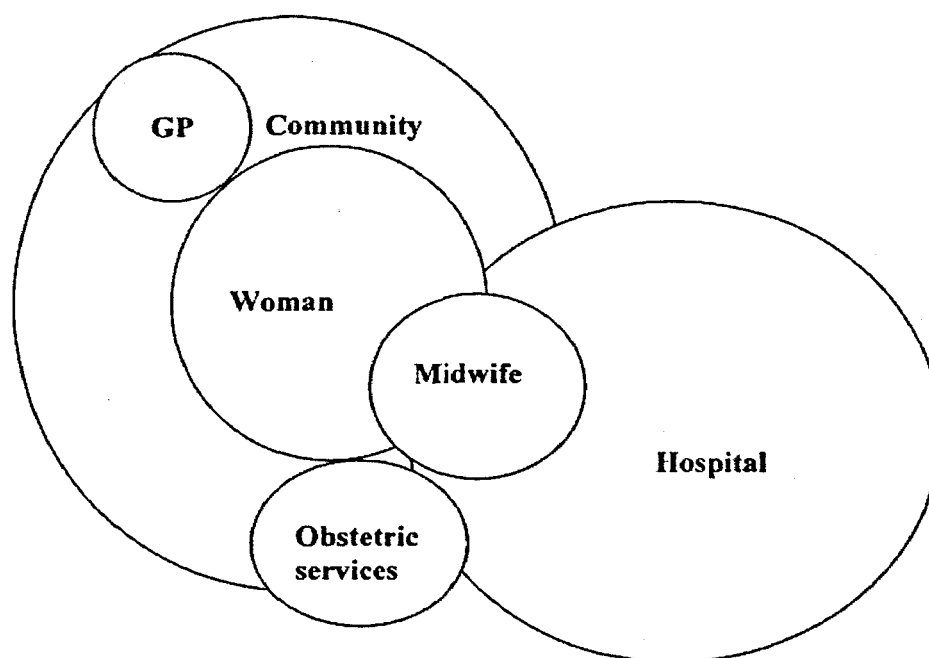 GP
Community
Woman
Midwife
Hospital
Obstetric
services